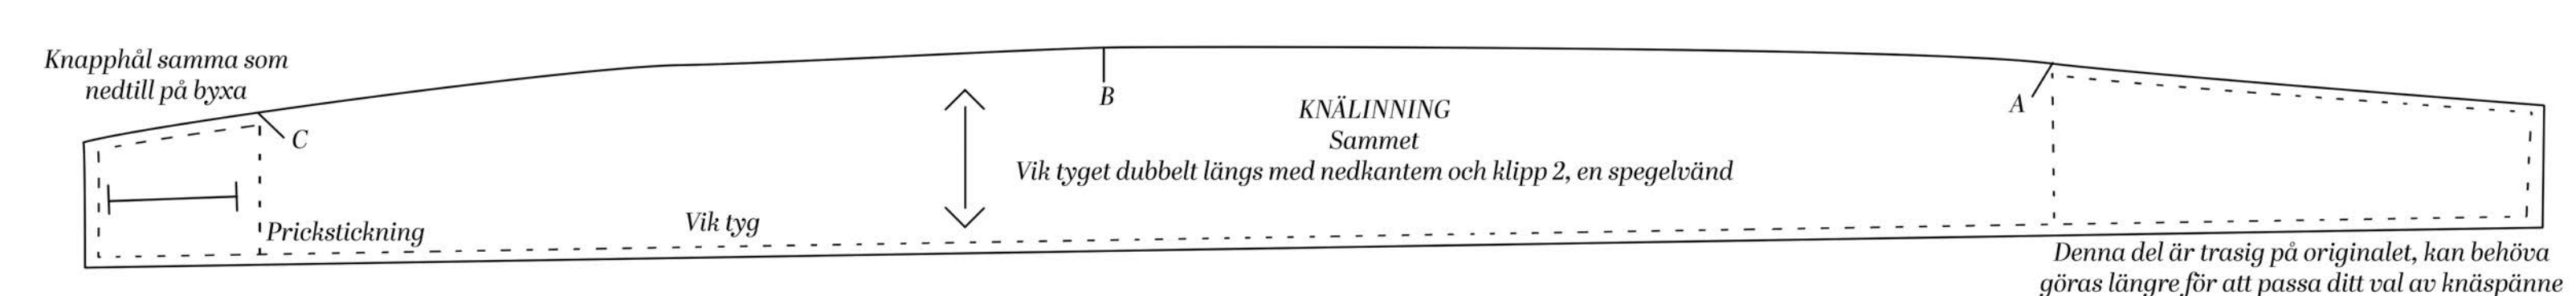 Knapphål samma som
nedtill på byxa
C
Prickstickning
Vik tyg
B
KNÄLINNING
Sammet
Vik tyget dubbelt längs med nedkantem och klipp 2, en spegelvänd
A
Denna del är trasig på originalet, kan behöva
göras längre för att passa ditt val av knäspänne